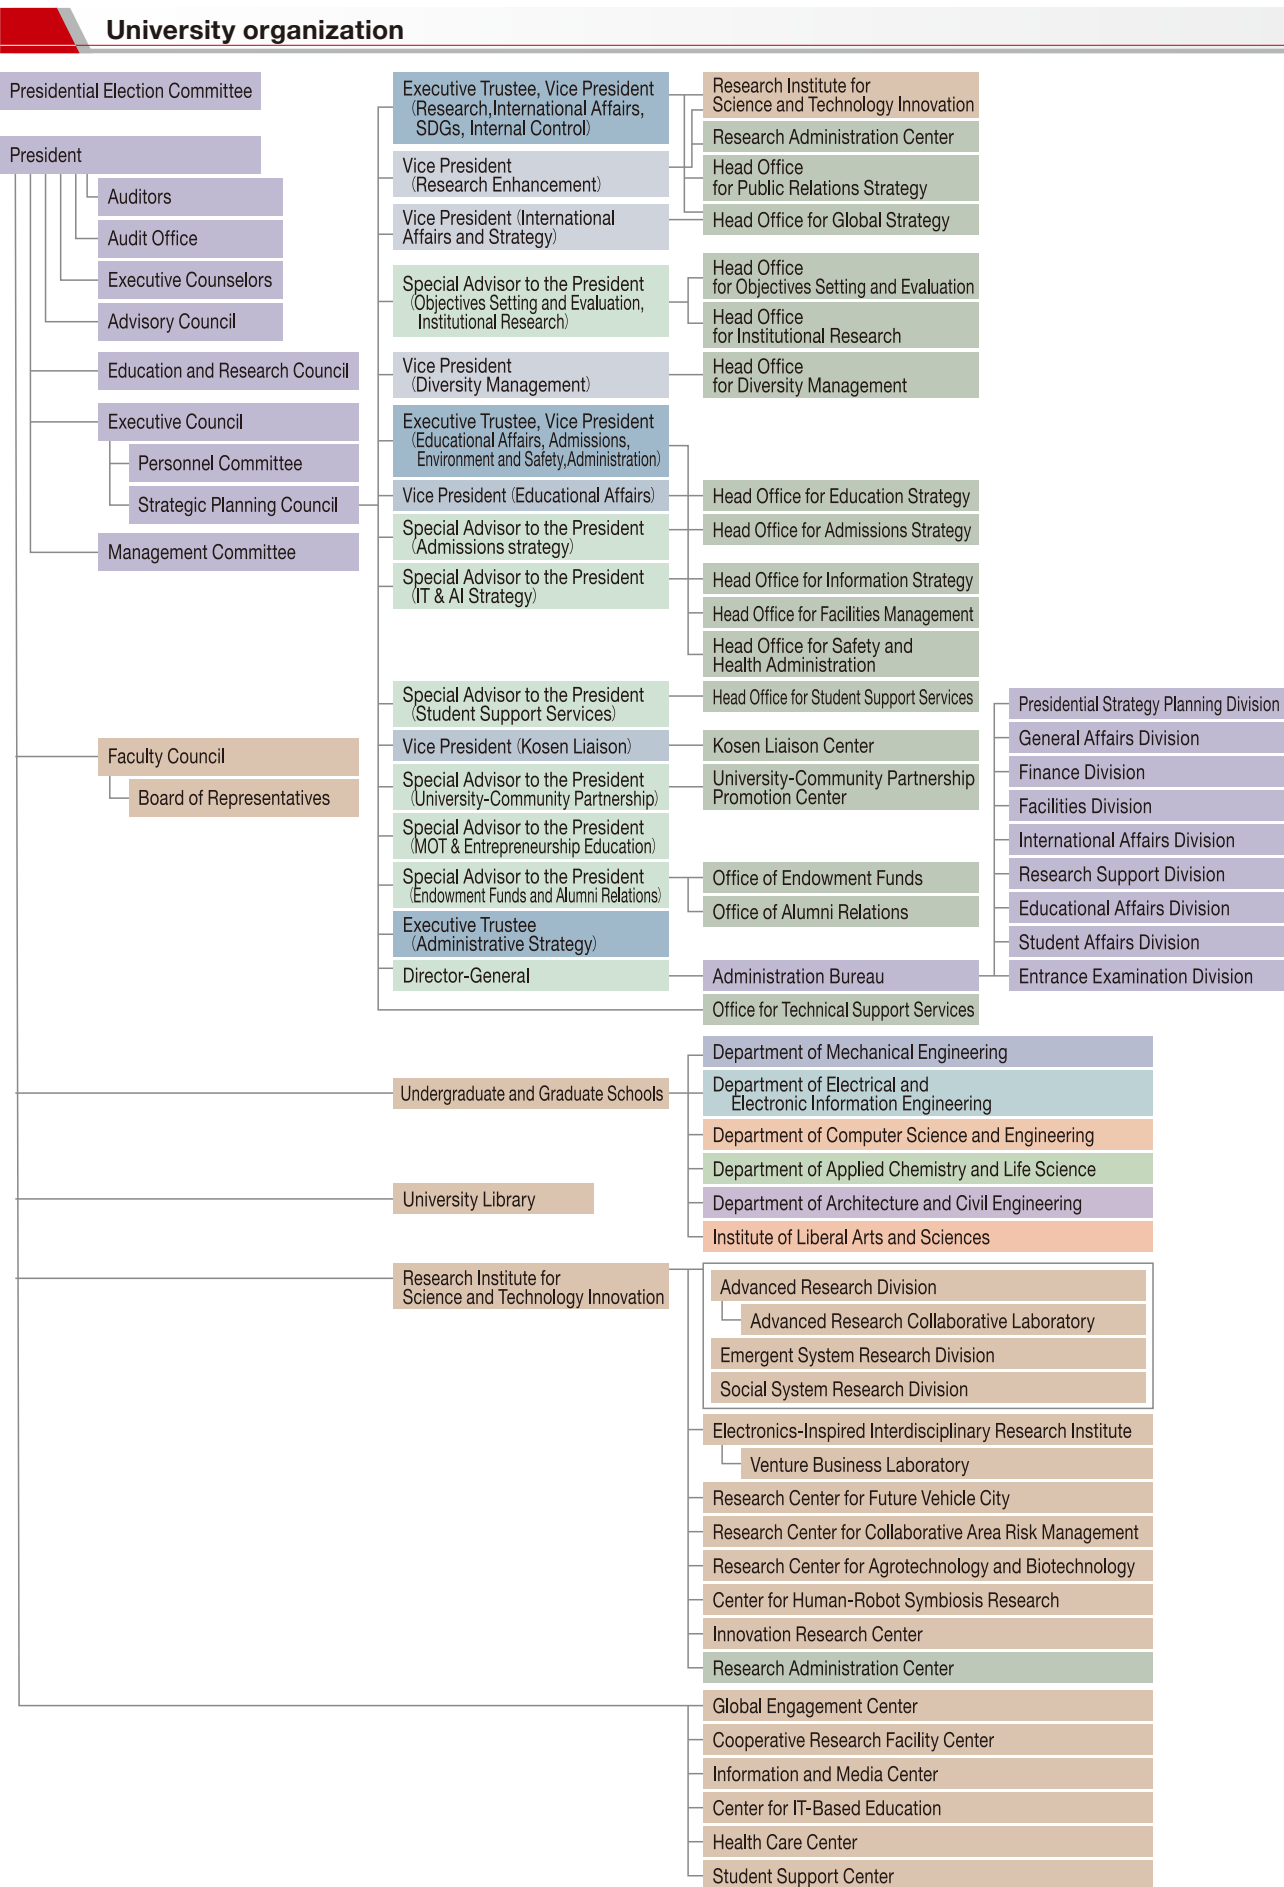 University organization
Presidential Election Committee
President
Auditors
Audit Office
Executive Counselors
Advisory Council
Education and Research Council
Executive Council
Personnel Committee
Strategic Planning Council
Management Committee
Faculty Council
Board of Representatives
Executive Trustee, Vice President
(Research,International Affairs,
SDGs, Internal Control)
Vice President
(Research Enhancement)
Vice President (International
Affairs and Strategy)
Special Advisor to the President
(Objectives Setting and Evaluation,
Institutional Research)
Vice President
(Diversity Management)
Executive Trustee, Vice President
(Educational Affairs, Admissions,
Environment and Safety,Administration)
Vice President (Educational Affairs)
Special Advisor to the President
(Admissions strategy)
Special Advisor to the President
(IT & AI Strategy)
Special Advisor to the President
(Student Support Services)
Vice President (Kosen Liaison)
Special Advisor to the President
(University-Community Partnership)
Special Advisor to the President
(MOT & Entrepreneurship Education)
Special Advisor to the President
(Endowment Funds and Alumni Relations)
Executive Trustee
(Administrative Strategy)
Director-General
Research Institute for
Science and Technology Innovation
Research Administration Center
Head Office
for Public Relations Strategy
Head Office for Global Strategy
Head Office
for Objectives Setting and Evaluation
Head Office
for Institutional Research
Head Office
for Diversity Management
Head Office for Education Strategy
Head Office for Admissions Strategy
Head Office for Information Strategy
Head Office for Facilities Management
Head Office for Safety and
Health Administration
Head Office for Student Support Services
Kosen Liaison Center
University-Community Partnership
Promotion Center
Office of Endowment Funds
Office of Alumni Relations
Administration Bureau
Office for Technical Support Services
Presidential Strategy Planning Division
General Affairs Division
Finance Division
Facilities Division
International Affairs Division
Research Support Division
Educational Affairs Division
Student Affairs Division
Entrance Examination Division
Undergraduate and Graduate Schools
Department of Mechanical Engineering
Department of Electrical and
Electronic Information Engineering
Department of Computer Science and Engineering
Department of Applied Chemistry and Life Science
Department of Architecture and Civil Engineering
Institute of Liberal Arts and Sciences
University Library
Research Institute for
Science and Technology Innovation
Advanced Research Division
Advanced Research Collaborative Laboratory
Emergent System Research Division
Social System Research Division
Electronics-Inspired Interdisciplinary Research Institute
Venture Business Laboratory
Research Center for Future Vehicle City
Research Center for Collaborative Area Risk Management
Research Center for Agrotechnology and Biotechnology
Center for Human-Robot Symbiosis Research
Innovation Research Center
Research Administration Center
Global Engagement Center
Cooperative Research Facility Center
Information and Media Center
Center for IT-Based Education
Health Care Center
Student Support Center